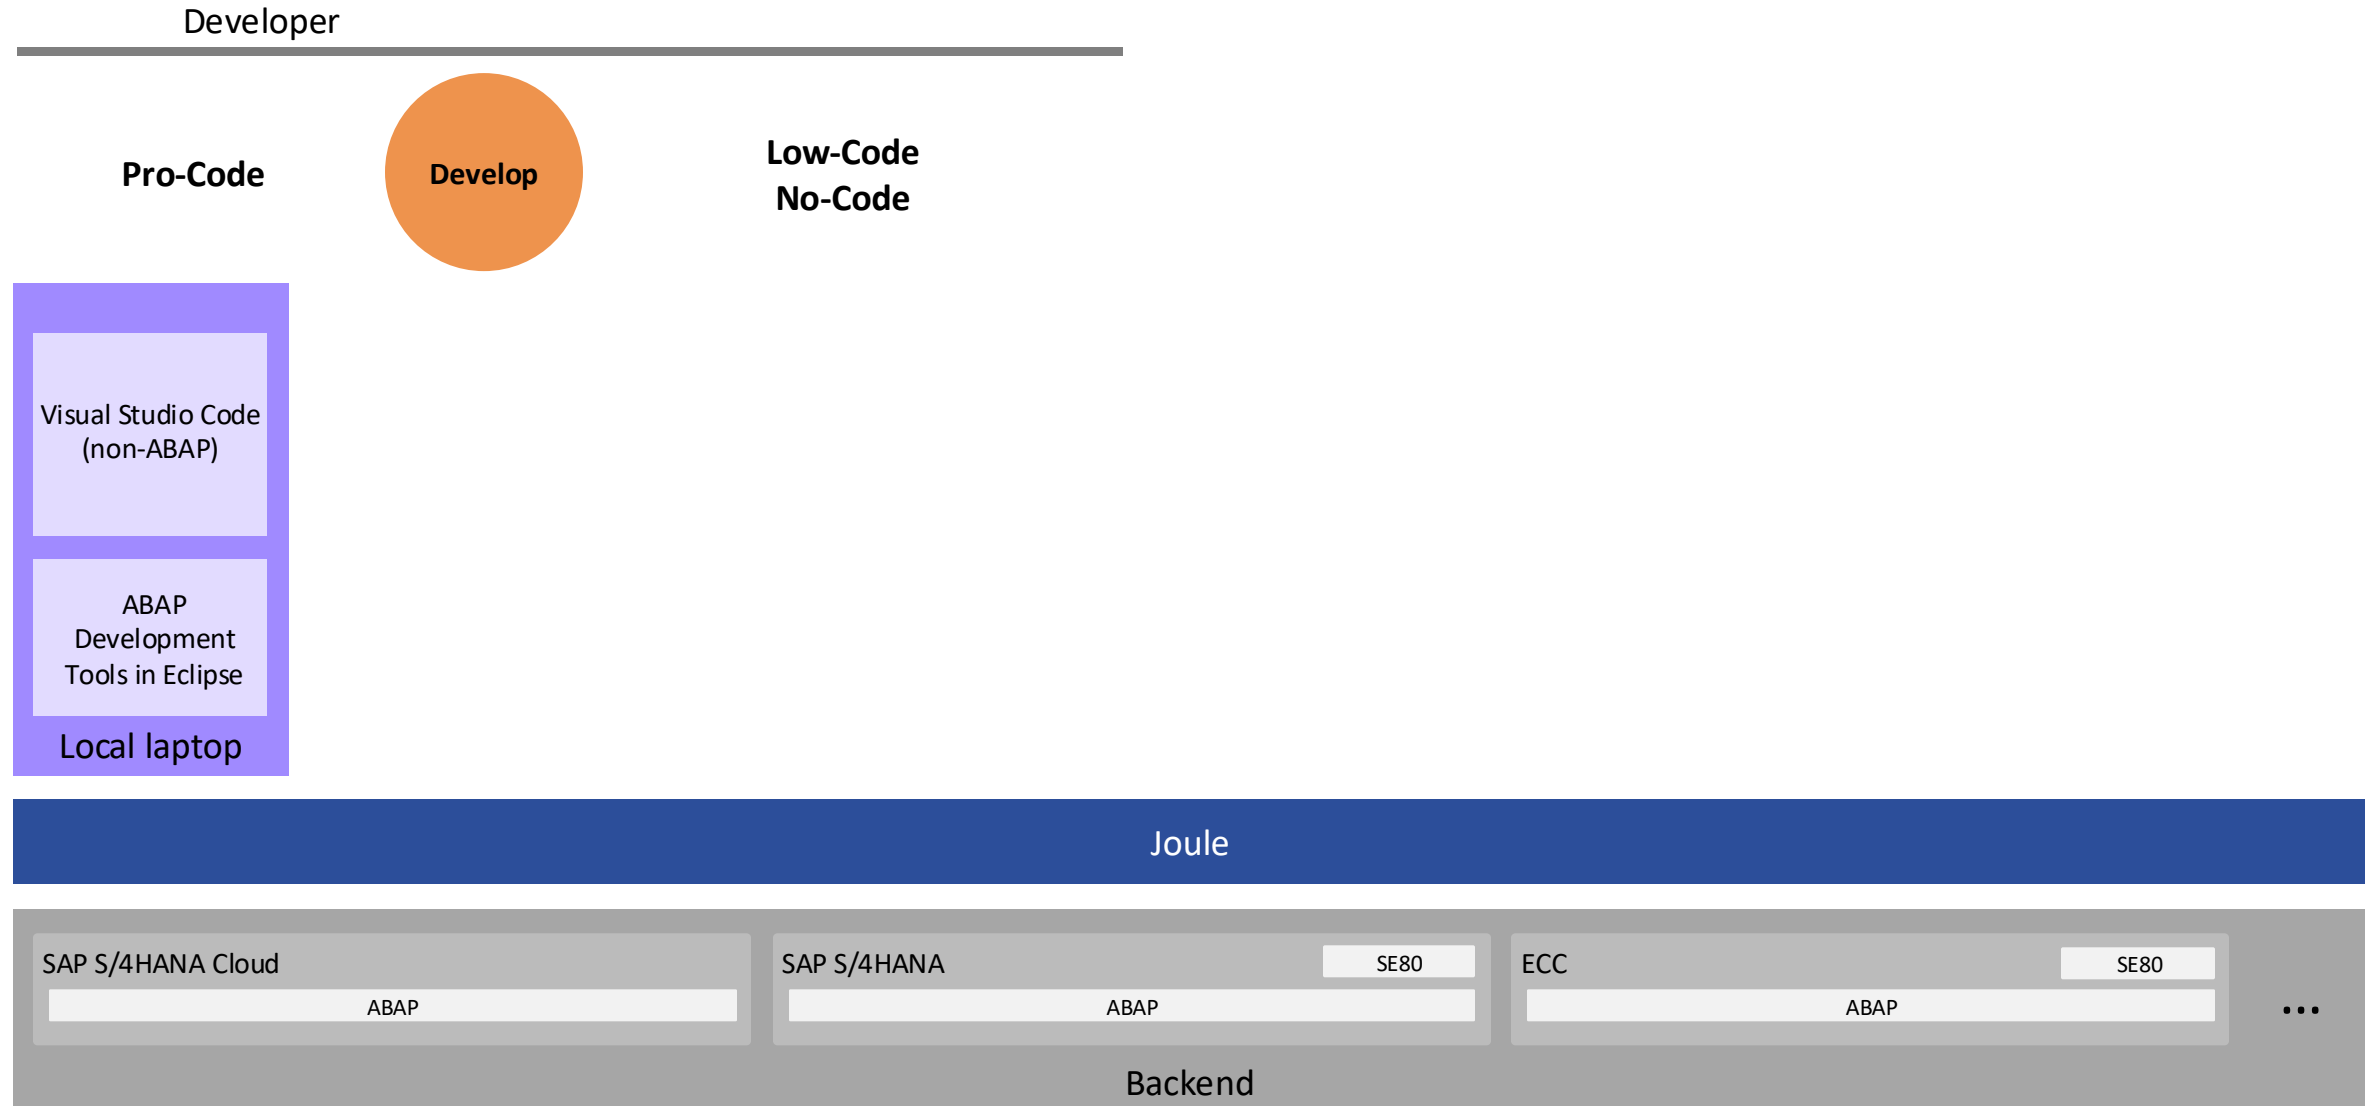 Developer
Pro-Code
Develop
Low-Code
No-Code
Visual Studio Code
(non-ABAP)
ABAP
Development
Tools in Eclipse
Local laptop
Joule
SAP S/4HANA Cloud
ABAP
SAP S/4HANA
SE80
ABAP
ECC
SE80
ABAP
...
Backend